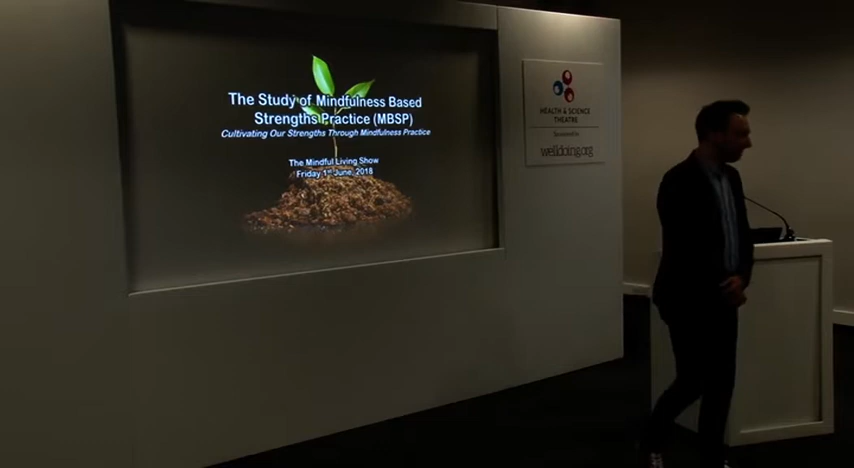 The Study of Mindfulness Based
Strengths Practice (MBSP)
Cultivating Our Strengths Through Mindfulness Practice
The Mindful Living Show
Friday 1st June, 2018
HEALTH & SCIENCE
THEATRE
welldoing.org